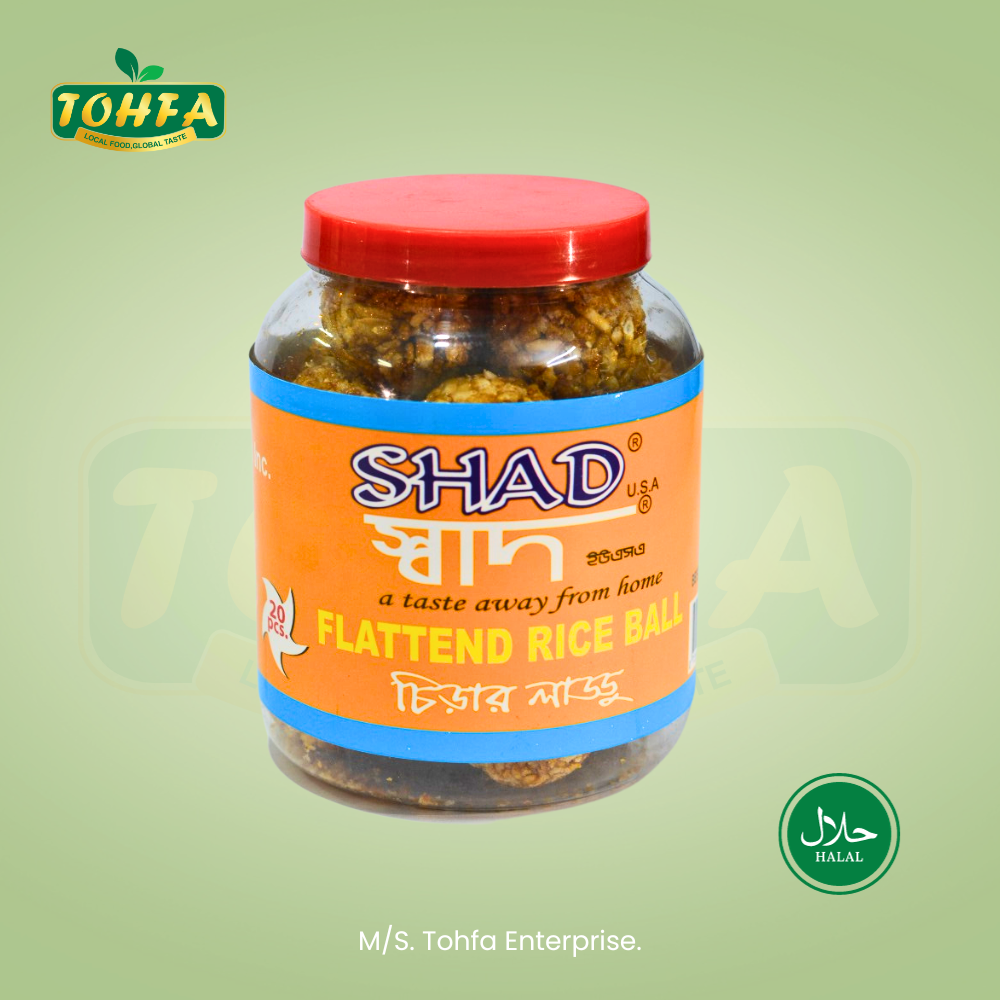 TOHFA
LOCAL FOOD,GLOBAL TASTE
Inc.
SHAD®
U.S.A
®
স্বাদ
ইউএসএ
a taste away from home
20
pcs.
FLATTEND RICE BALL
চিড়ার লাড্ডু
حلال
HALAL
M/S. Tohfa Enterprise.